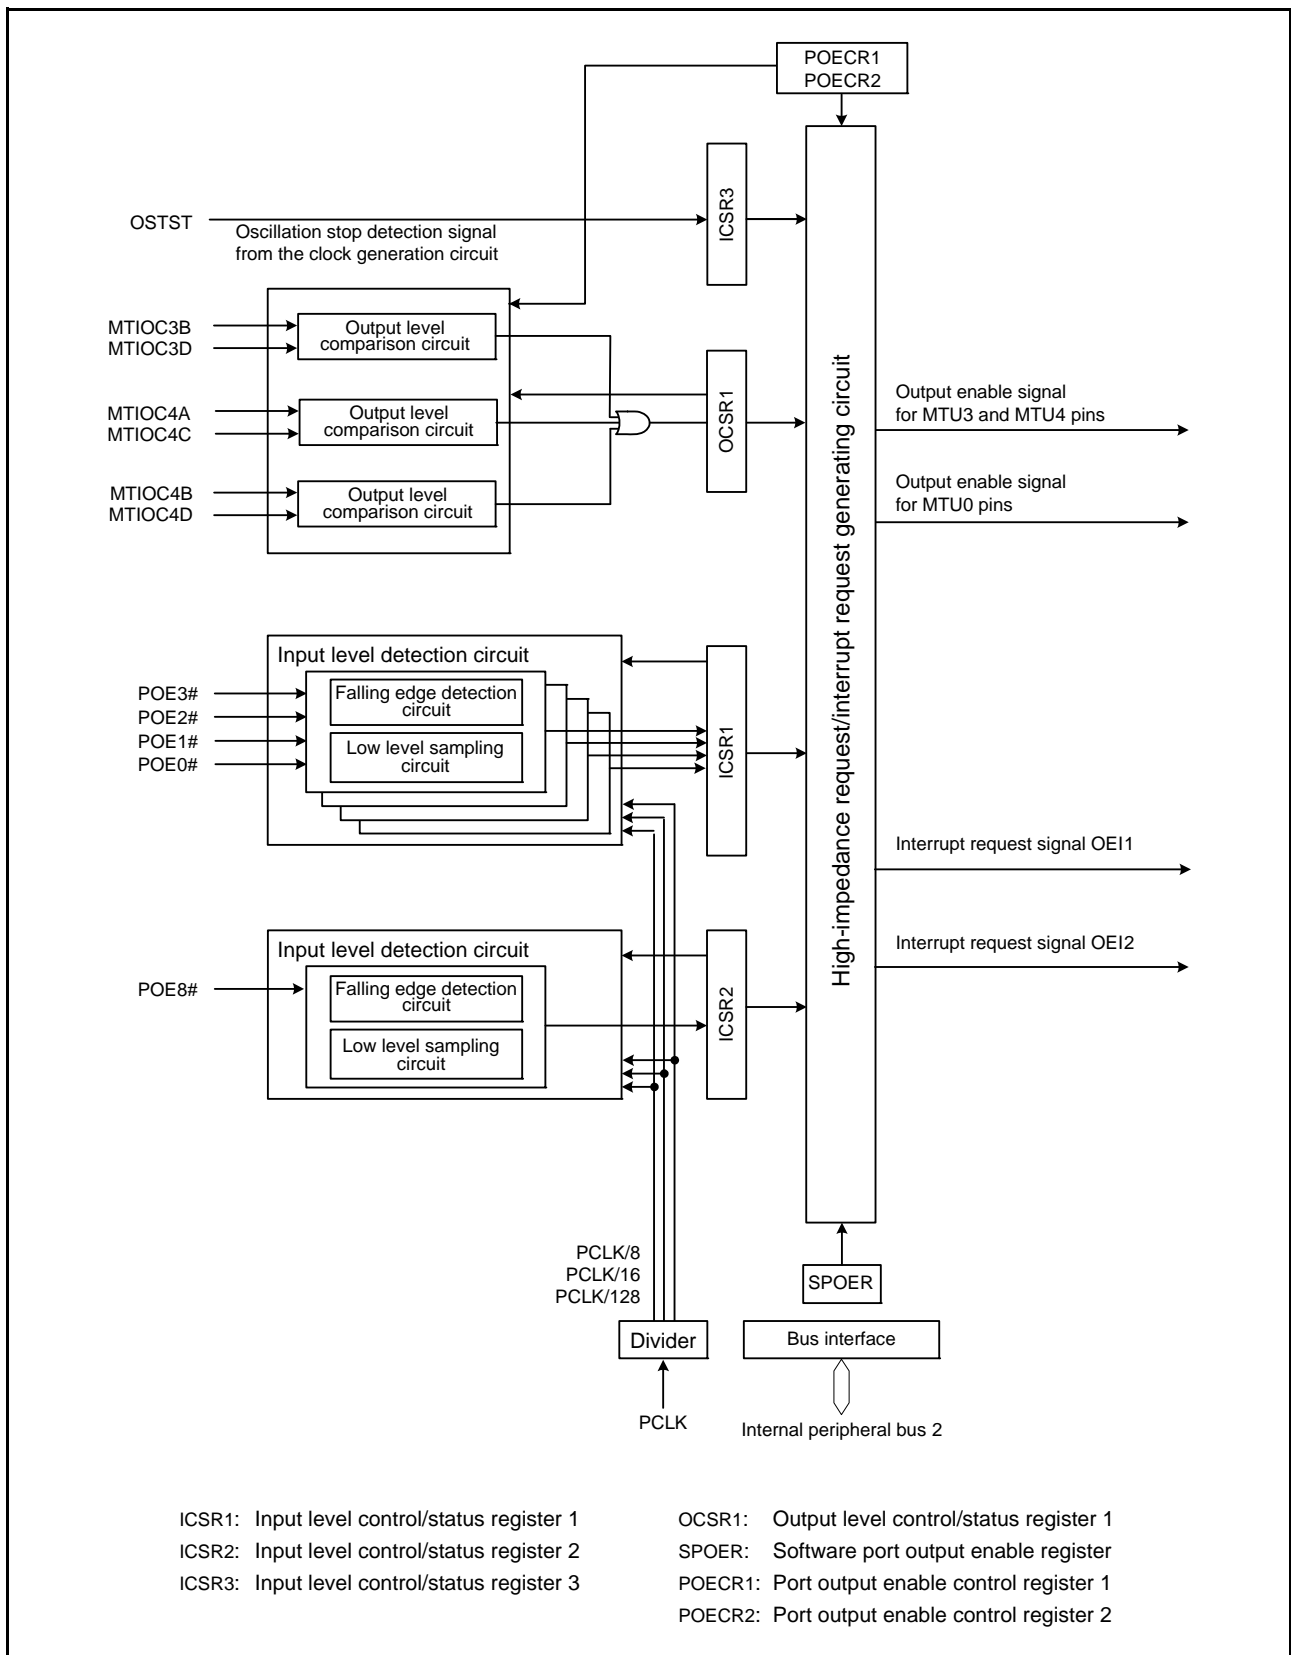 POECR1
POECR2
ICSR3
OSTST
Oscillation stop detection signal
from the clock generation circuit
MTIOC3B
MTIOC3D
Output level
comparison circuit
MTIOC4A
MTIOC4C
Output level
comparison circuit
OCSR1
MTIOC4B
MTIOC4D
Output level
comparison circuit
High-impedance request/interrupt request generating circuit
Output enable signal
for MTU3 and MTU4 pins
Output enable signal
for MTU0 pins
Input level detection circuit
POE3#
POE2#
POE1#
POE0#
Falling edge detection
circuit
Low level sampling
circuit
ICSR1
Interrupt request signal OEI1
Interrupt request signal OEI2
Input level detection circuit
POE8#
Falling edge detection
circuit
Low level sampling
circuit
ICSR2
PCLK/8
PCLK/16
PCLK/128
SPOER
Divider
Bus interface
PCLK
Internal peripheral bus 2
ICSR1: Input level control/status register 1
ICSR2: Input level control/status register 2
ICSR3: Input level control/status register 3
OCSR1: Output level control/status register 1
SPOER: Software port output enable register
POECR1: Port output enable control register 1
POECR2: Port output enable control register 2